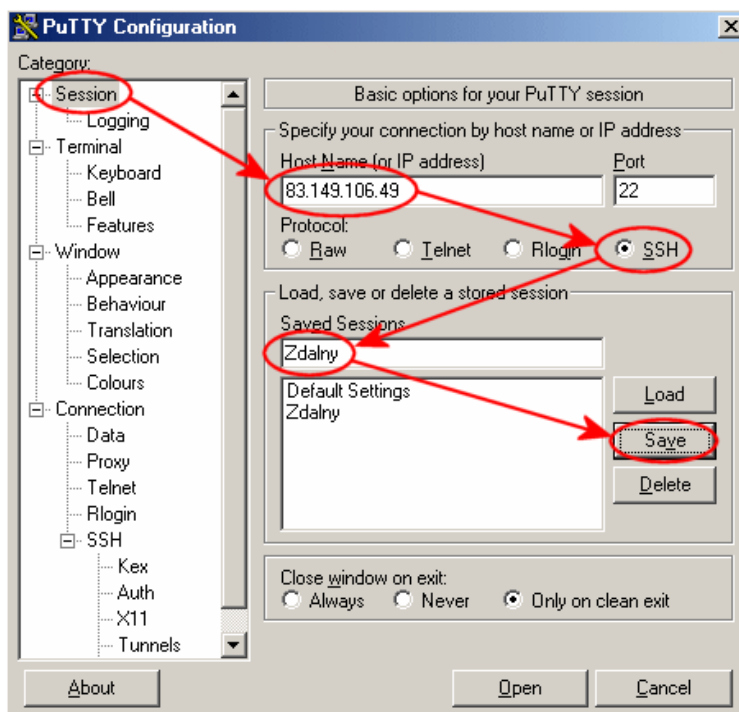 PuTTY Configuration
Category:
Session
Logging
Terminal
Keyboard
Bell
Features
Window
Appearance
Behaviour
Translation
Selection
Colours
Connection
Data
Proxy
Telnet
Rlogin
SSH
Kex
Auth
X11
Tunnels
Basic options for your PuTTY session
Specify your connection by host name or IP address
Host Name (or IP address) Port
83.149.106.49 22
Protocol:
Raw Telnet Rlogin SSH
Load, save or delete a stored session
Saved Sessions
Zdalny
Default Settings
Zdalny
Load
Save
Delete
Close window on exit:
Always Never Only on clean exit
About Open Cancel